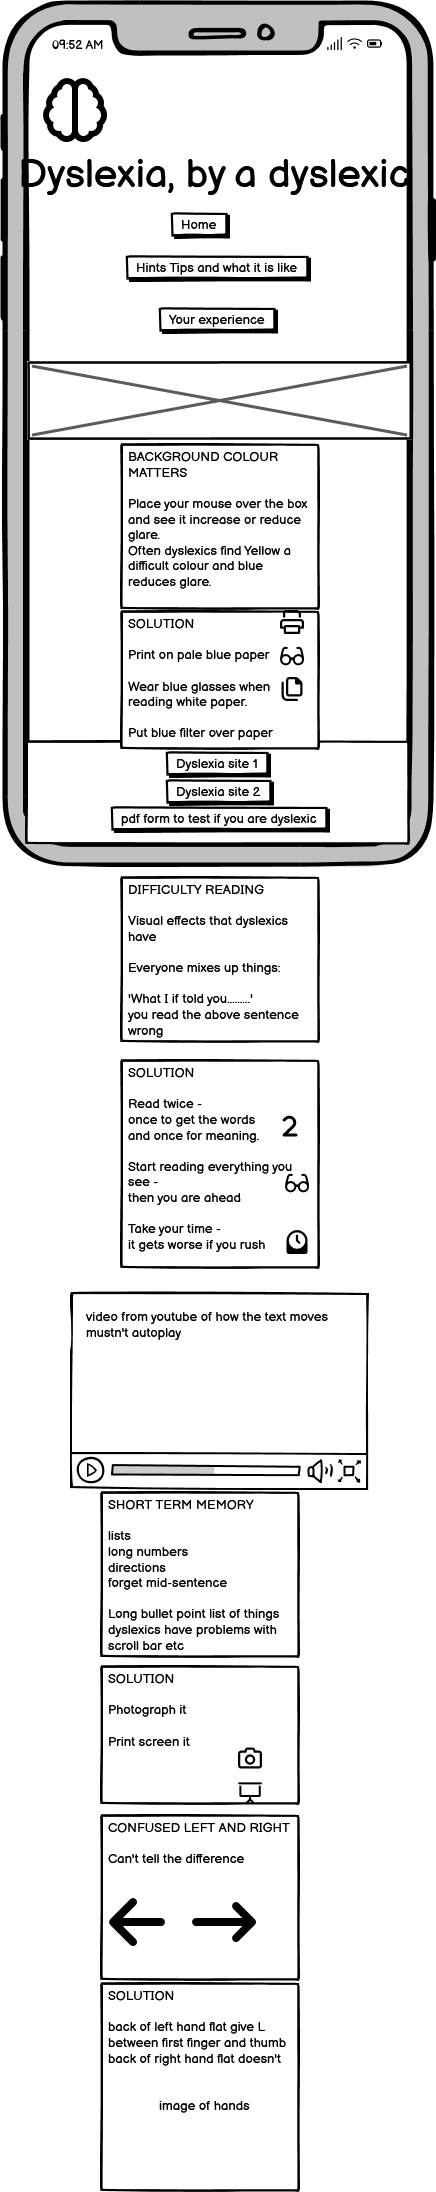 09:52 AM
Dyslexia, by a dyslexic
Home
Hints Tips and what it is like
Your experience
BACKGROUND COLOUR
MATTERS
Place your mouse over the box
and see it increase or reduce
glare.
Often dyslexics find Yellow a
difficult colour and blue
reduces glare.
SOLUTION
Print on pale blue paper
Wear blue glasses when
reading white paper.
Put blue filter over paper
Dyslexia site 1
Dyslexia site 2
pdf form to test if you are dyslexic
DIFFICULTY READING
Visual effects that dyslexics
have
Everyone mixes up things:
'What I if told you.........'
you read the above sentence
wrong
SOLUTION
Read twice -
once to get the words
and once for meaning.
2
Start reading everything you
see -
then you are ahead
Take your time -
it gets worse if you rush
video from youtube of how the text moves
mustn't autoplay
SHORT TERM MEMORY
lists
long numbers
directions
forget mid-sentence
Long bullet point list of things
dyslexics have problems with
scroll bar etc
SOLUTION
Photograph it
Print screen it
CONFUSED LEFT AND RIGHT
Can't tell the difference
SOLUTION
back of left hand flat give L
between first finger and thumb
back of right hand flat doesn't
image of hands